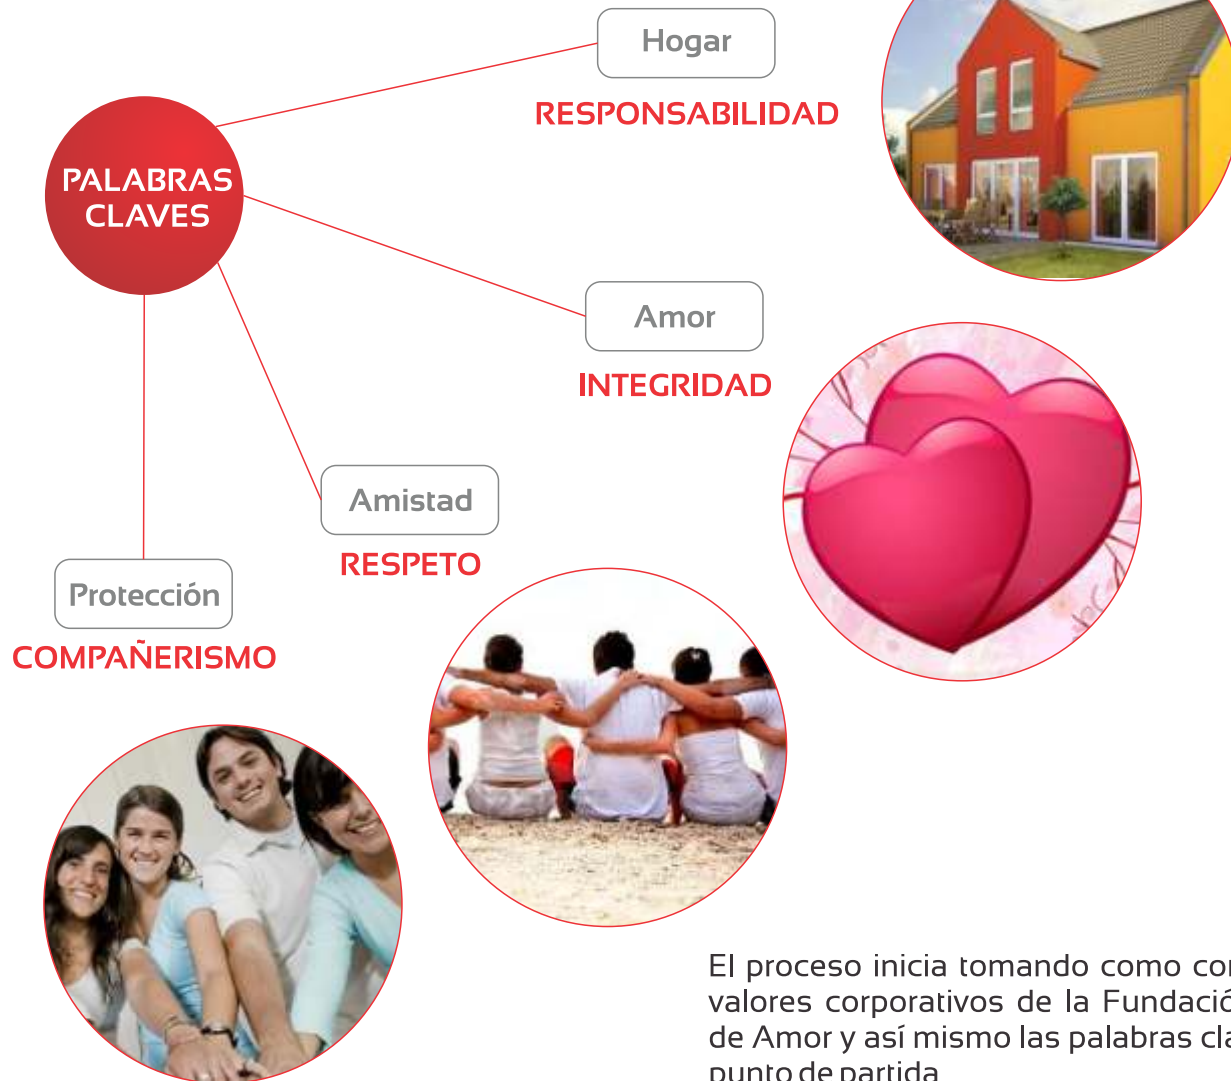 Hogar
RESPONSABILIDAD
PALABRAS
CLAVES
Amor
INTEGRIDAD
Amistad
RESPETO
Protección
COMPAÑERISMO
El proceso inicia tomando como
valores corporativos de la
de Amor y así mismo las palabras
punto de partida